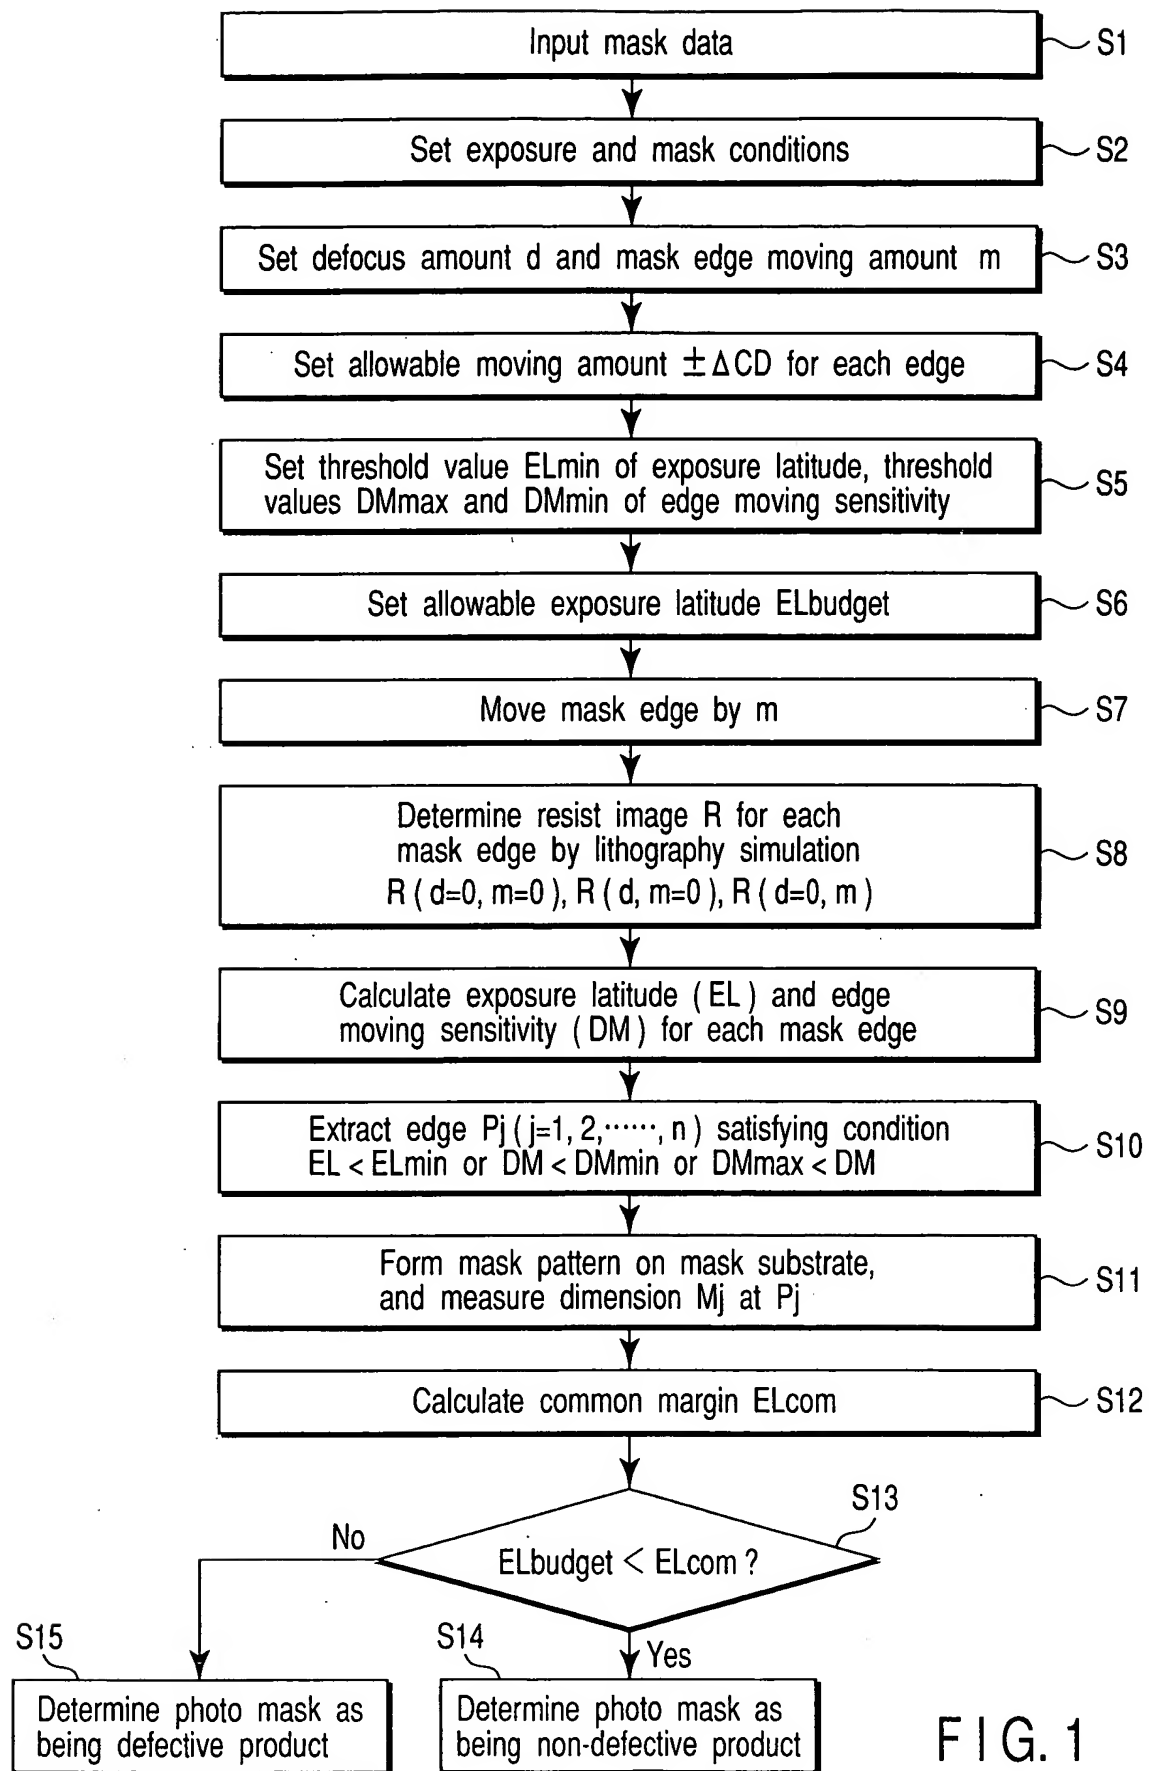 Input mask data
S1
Set exposure and mask conditions
S2
Set defocus amount d and mask edge moving amount m
S3
Set allowable moving amount ±ΔCD for each edge
S4
Set threshold value ELmin of exposure latitude, threshold
values DMmax and DMmin of edge moving sensitivity
S5
Set allowable exposure latitude ELbudget
S6
Move mask edge by m
S7
Determine resist image R for each
mask edge by lithography simulation
R ( d=0, m=0 ), R ( d, m=0 ), R ( d=0, m )
S8
Calculate exposure latitude ( EL ) and edge
moving sensitivity ( DM ) for each mask edge
S9
Extract edge Pj ( j=1, 2,······, n ) satisfying condition
EL < ELmin or DM < DMmin or DMmax < DM
S10
Form mask pattern on mask substrate,
and measure dimension Mj at Pj
S11
Calculate common margin ELcom
S12
S13
No
ELbudget < ELcom ?
S15
S14
Yes
Determine photo mask as
being defective product
Determine photo mask as
being non-defective product
FIG. 1